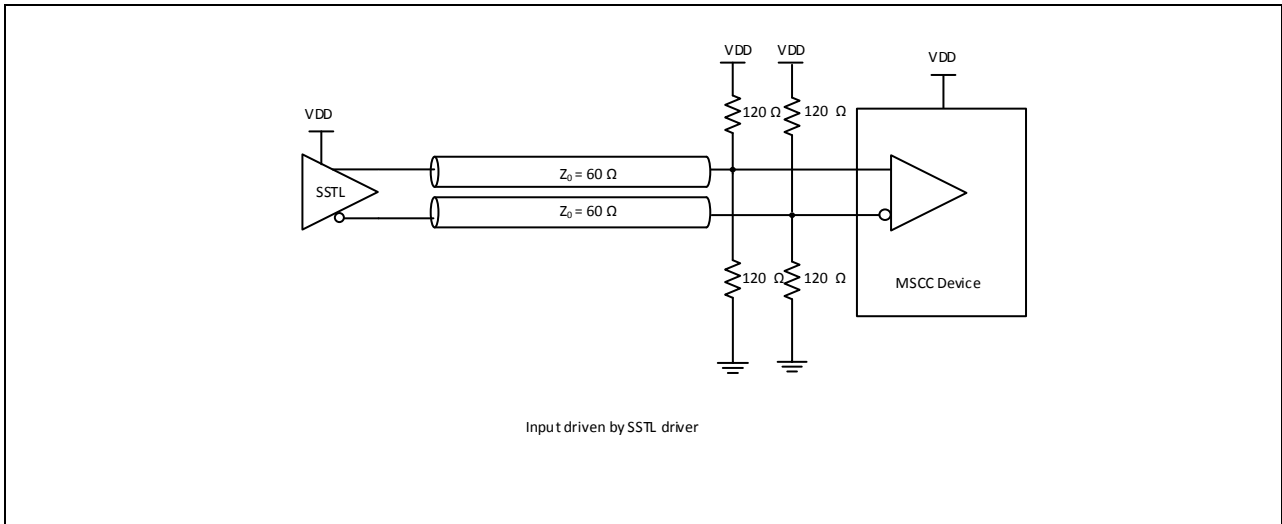 VDD VDD
VDD
120 Ω 120 Ω
VDD
SSTL
Z₀ = 60 Ω
Z₀ = 60 Ω
120 Ω 120 Ω
MSCC Device
Input driven by SSTL driver